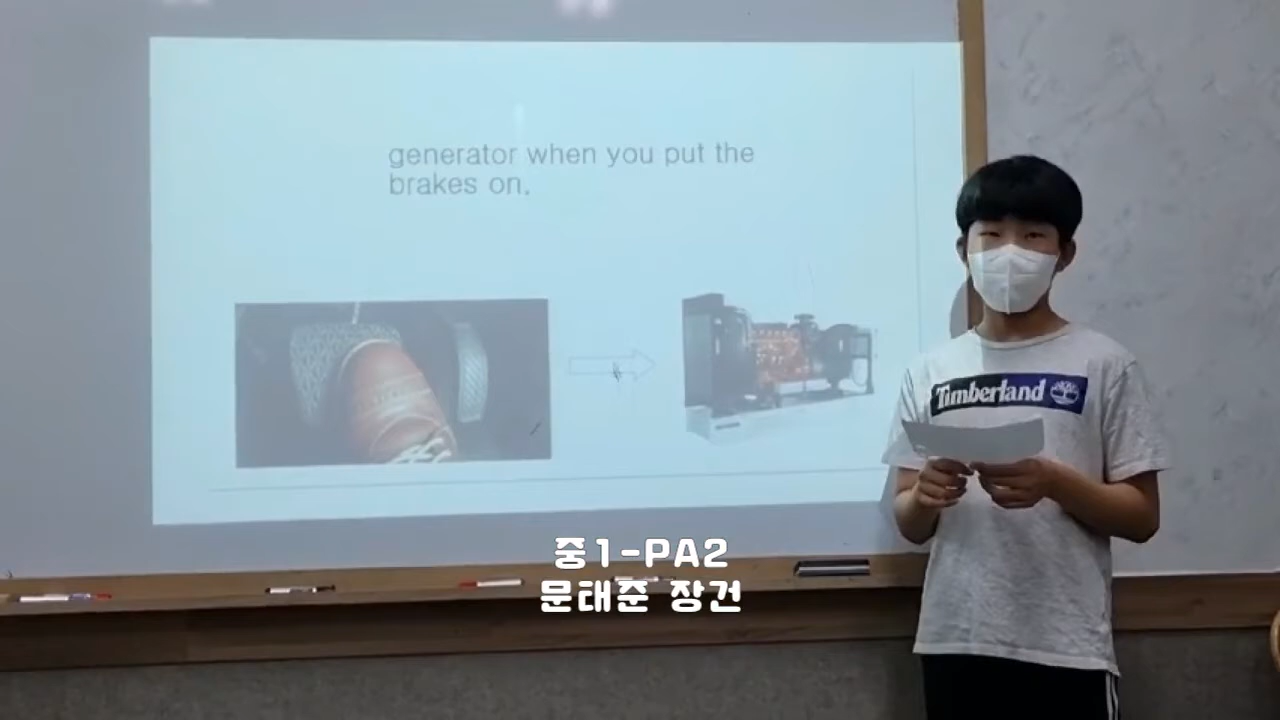 generator when you put the
brakes on.
Timberland
중1-PA2
문태준 장건